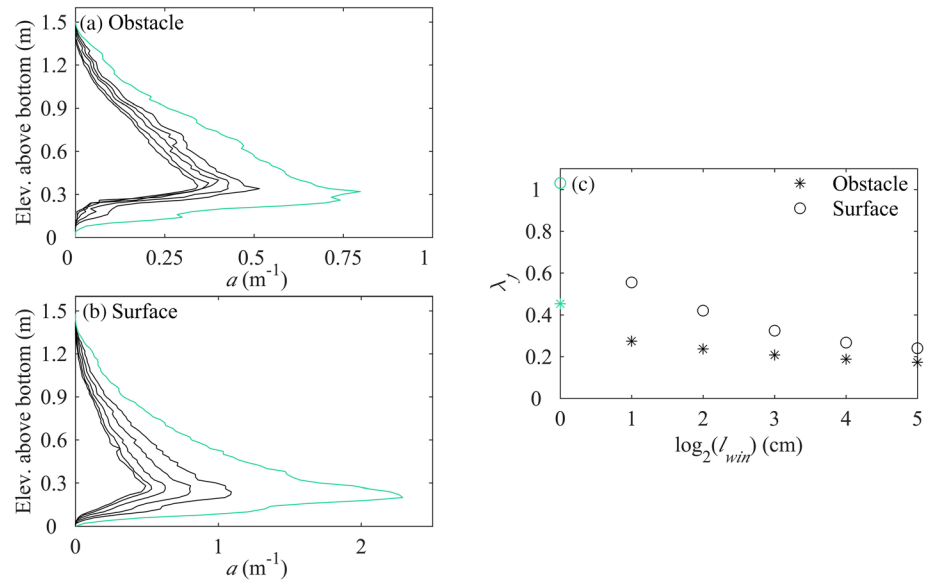 (a) Obstacle
Elev. above bottom (m)
1.5
1.2
0.9
0.6
0.3
0
0 0.25 0.5 0.75 1
a (m⁻¹)
(b) Surface
Elev. above bottom (m)
1.5
1.2
0.9
0.6
0.3
0
0 1 2
a (m⁻¹)
(c)
Obstacle
Surface
λf
1
0.8
0.6
0.4
0.2
0
0 1 2 3 4 5
log₂(lwin) (cm)